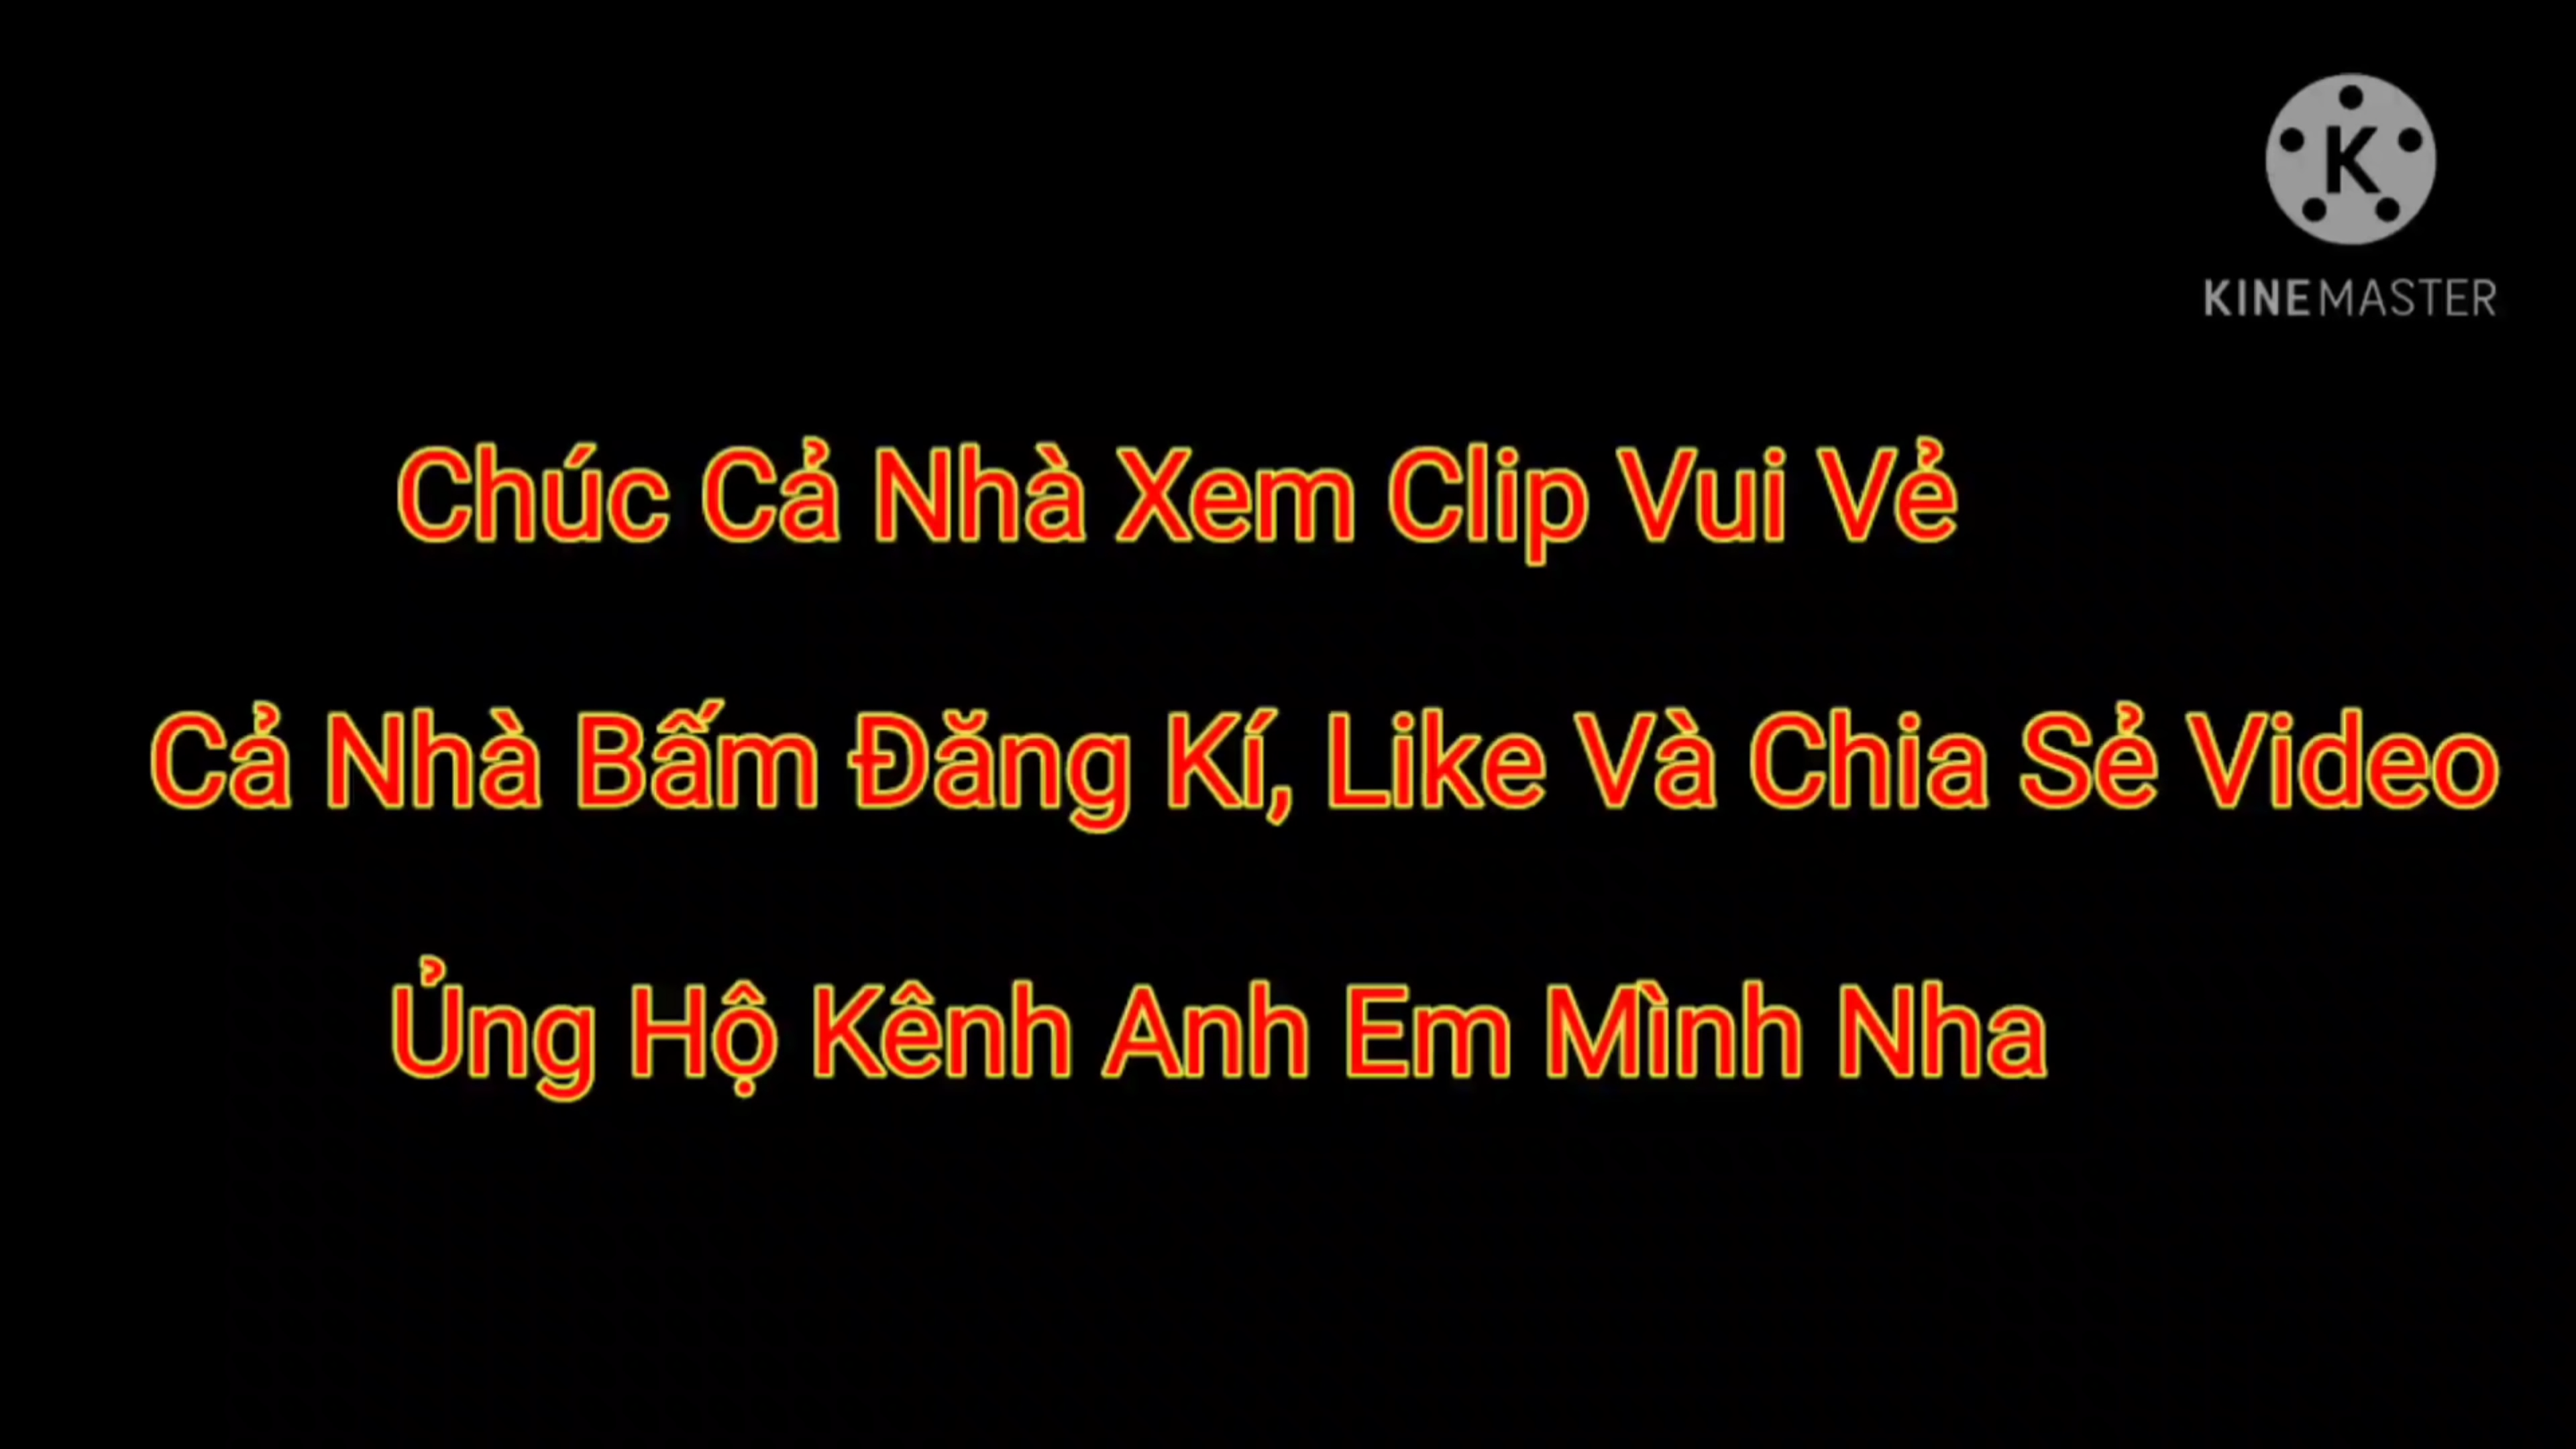 K
KINEMASTER
Chúc Cả Nhà Xem Clip Vui Vẻ
Cả Nhà Bấm Đăng Kí, Like Và Chia Sẻ Video
Ủng Hộ Kênh Anh Em Mình Nha